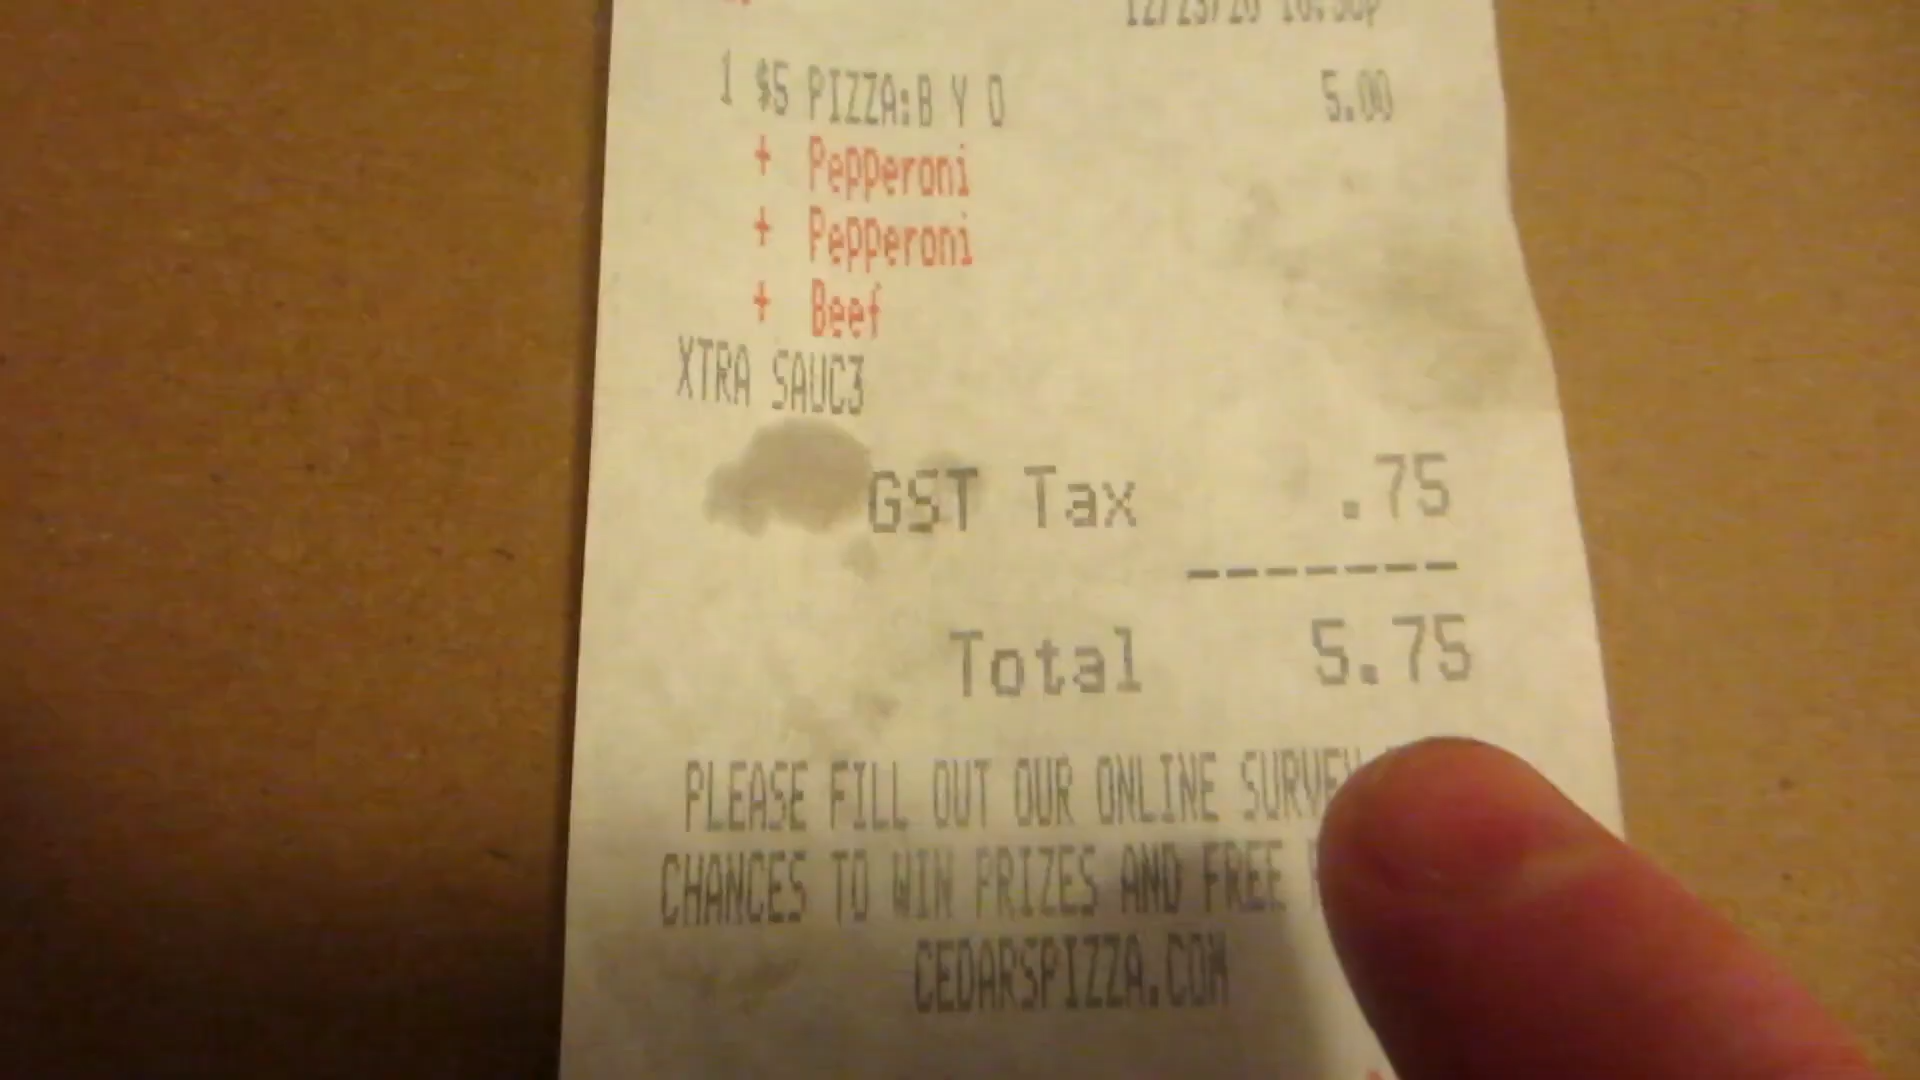 1 $5 PIZZA:B Y O 5.00
+ Pepperoni
+ Pepperoni
+ Beef
XTRA SAUC3
GST Tax .75
-------
Total 5.75
PLEASE FILL OUT OUR ONLINE SURVEY
CHANCES TO WIN PRIZES AND FREE
CEDARSPIZZA.COM